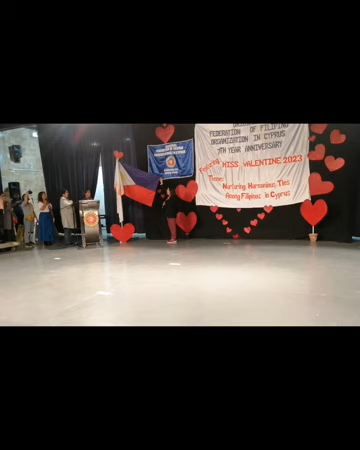 FEDERATION OF FILIPINO
ORGANIZATION IN CYPRUS
7TH YEAR ANNIVERSARY
Featuring MISS VALENTINE 2023
Theme:
Nurturing Harmonious Ties
Among Filipinos in Cyprus